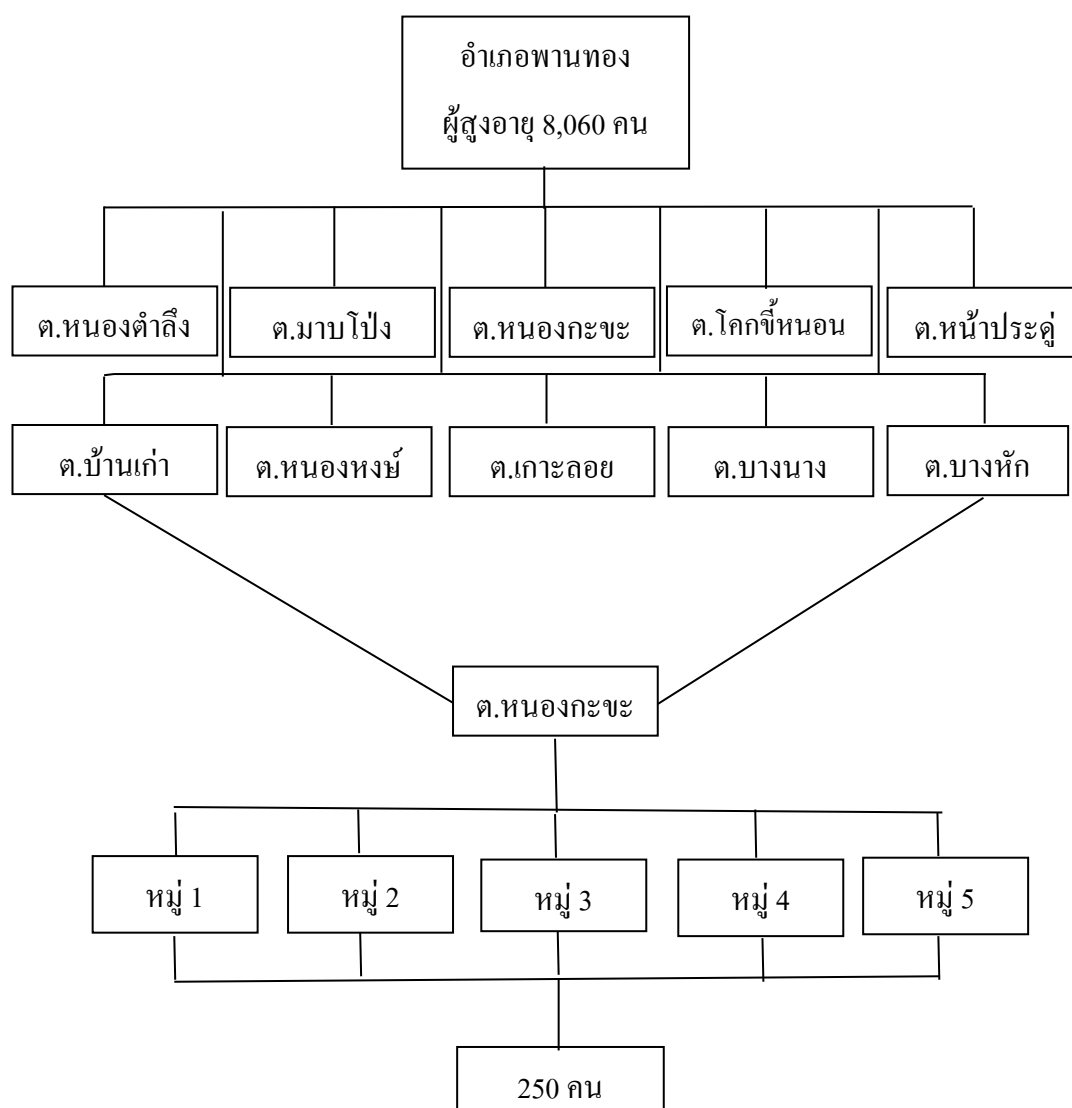 อำเภอพานทอง
ผู้สูงอายุ 8,060 คน
ต.หนองตำลึง
ต.มาบโป่ง
ต.หนองกะขะ
ต.โคกขี้หนอน
ต.หน้าประดู่
ต.บ้านเก่า
ต.หนองหงษ์
ต.เกาะลอย
ต.บางนาง
ต.บางหัก
ต.หนองกะขะ
หมู่ 1
หมู่ 2
หมู่ 3
หมู่ 4
หมู่ 5
250 คน